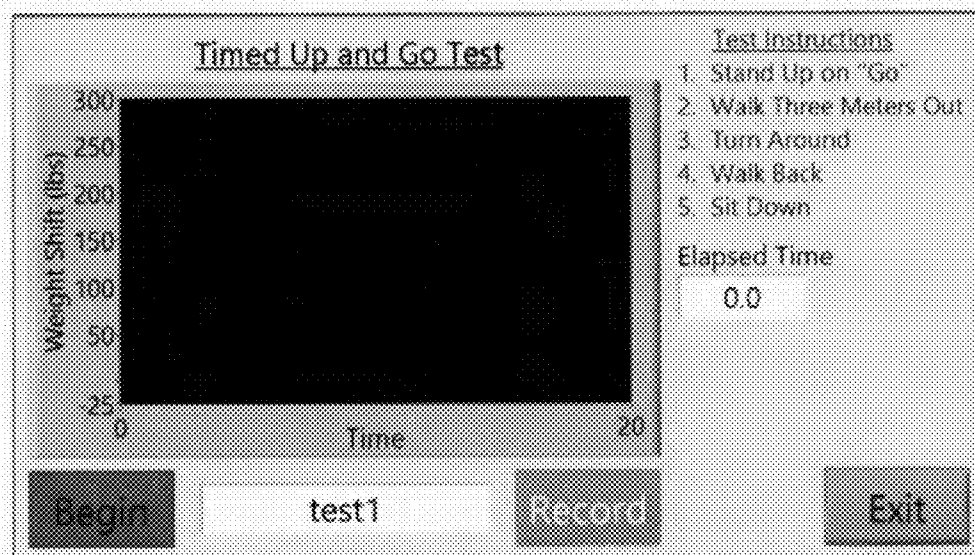 Timed Up and Go Test
Test Instructions
1. Stand Up on "Go"
2. Walk Three Meters Out
3. Turn Around
4. Walk Back
5. Sit Down
Elapsed Time
0.0
Weight Shift (lbs)
300
250
200
150
100
50
-25
0
20
Time
Begin
test1
Record
Exit